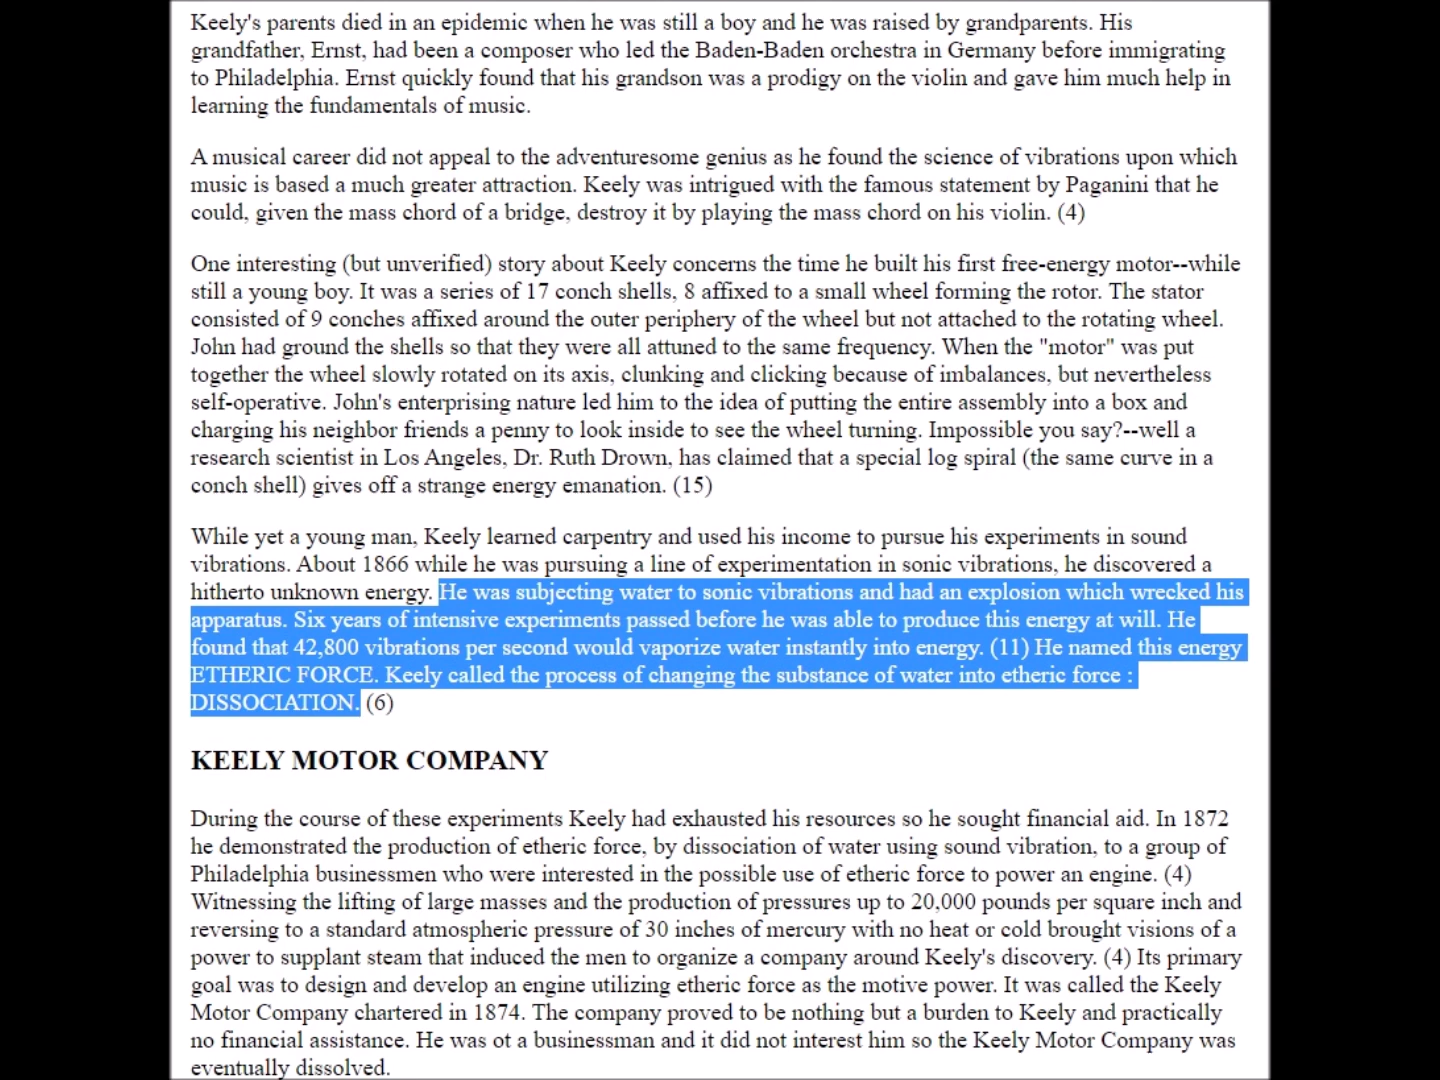 Keely's parents died in an epidemic when he was still a boy and he was raised by grandparents. His
grandfather, Ernst, had been a composer who led the Baden-Baden orchestra in Germany before immigrating
to Philadelphia. Ernst quickly found that his grandson was a prodigy on the violin and gave him much help in
learning the fundamentals of music.
A musical career did not appeal to the adventuresome genius as he found the science of vibrations upon which
music is based a much greater attraction. Keely was intrigued with the famous statement by Paganini that he
could, given the mass chord of a bridge, destroy it by playing the mass chord on his violin. (4)
One interesting (but unverified) story about Keely concerns the time he built his first free-energy motor--while
still a young boy. It was a series of 17 conch shells, 8 affixed to a small wheel forming the rotor. The stator
consisted of 9 conches affixed around the outer periphery of the wheel but not attached to the rotating wheel.
John had ground the shells so that they were all attuned to the same frequency. When the "motor" was put
together the wheel slowly rotated on its axis, clunking and clicking because of imbalances, but nevertheless
self-operative. John's enterprising nature led him to the idea of putting the entire assembly into a box and
charging his neighbor friends a penny to look inside to see the wheel turning. Impossible you say?--well a
research scientist in Los Angeles, Dr. Ruth Drown, has claimed that a special log spiral (the same curve in a
conch shell) gives off a strange energy emanation. (15)
While yet a young man, Keely learned carpentry and used his income to pursue his experiments in sound
vibrations. About 1866 while he was pursuing a line of experimentation in sonic vibrations, he discovered a
hitherto unknown energy. He was subjecting water to sonic vibrations and had an explosion which wrecked his
apparatus. Six years of intensive experiments passed before he was able to produce this energy at will. He
found that 42,800 vibrations per second would vaporize water instantly into energy. (11) He named this energy
ETHERIC FORCE. Keely called the process of changing the substance of water into etheric force :
DISSOCIATION. (6)
KEELY MOTOR COMPANY
During the course of these experiments Keely had exhausted his resources so he sought financial aid. In 1872
he demonstrated the production of etheric force, by dissociation of water using sound vibration, to a group of
Philadelphia businessmen who were interested in the possible use of etheric force to power an engine. (4)
Witnessing the lifting of large masses and the production of pressures up to 20,000 pounds per square inch and
reversing to a standard atmospheric pressure of 30 inches of mercury with no heat or cold brought visions of a
power to supplant steam that induced the men to organize a company around Keely's discovery. (4) Its primary
goal was to design and develop an engine utilizing etheric force as the motive power. It was called the Keely
Motor Company chartered in 1874. The company proved to be nothing but a burden to Keely and practically
no financial assistance. He was ot a businessman and it did not interest him so the Keely Motor Company was
eventually dissolved.